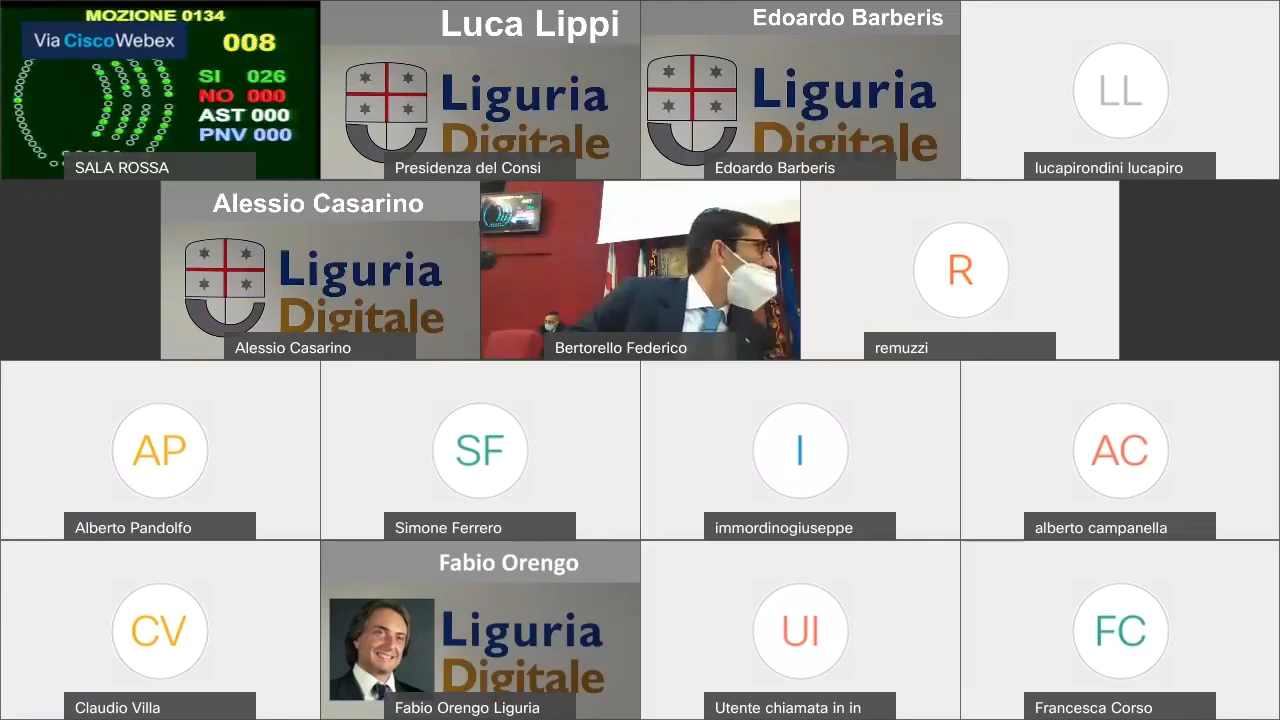 MOZIONE 0134
Via Cisco Webex
008
SI 026
NO 000
AST 000
PNV 000
SALA ROSSA
Luca Lippi
Liguria
Digitale
Presidenza del Consi
Edoardo Barberis
Liguria
Digitale
Edoardo Barberis
LL
lucapirondini lucapiro
Alessio Casarino
Liguria
Digitale
Alessio Casarino
Bertorello Federico
R
remuzzi
AP
Alberto Pandolfo
SF
Simone Ferrero
I
immordinogiuseppe
AC
alberto campanella
CV
Claudio Villa
Fabio Orengo
Liguria
Digitale
Fabio Orengo Liguria
UI
Utente chiamata in in
FC
Francesca Corso